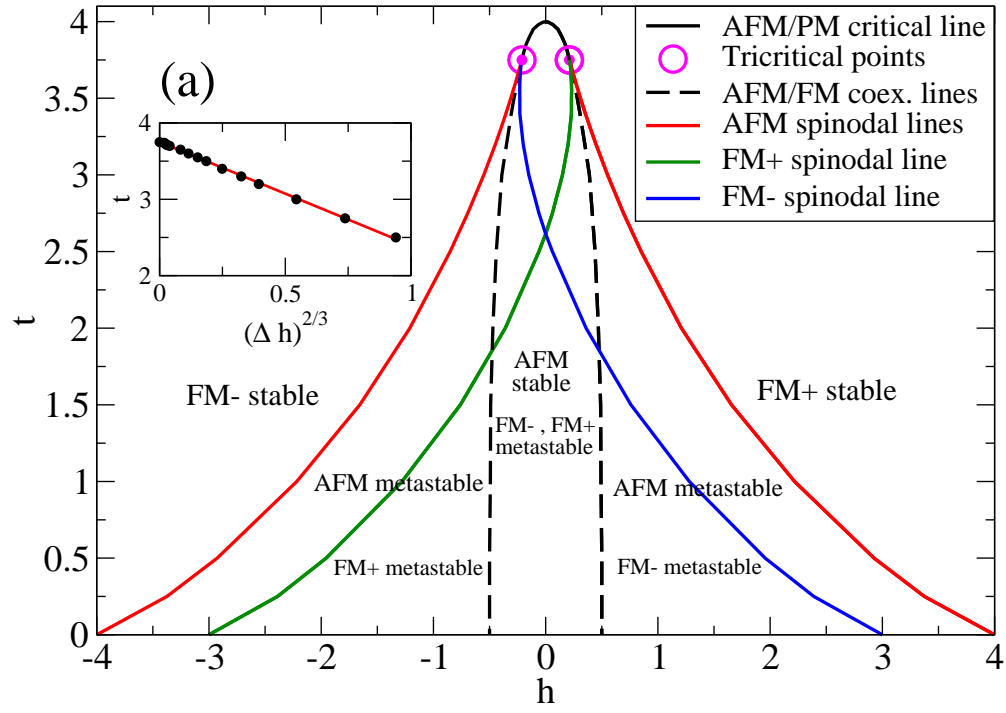 AFM/PM critical line
Tricritical points
AFM/FM coex. lines
AFM spinodal lines
FM+ spinodal line
FM- spinodal line
(a)
4
3
2
t
0
0.5
1
(Δ h)^{2/3}
4
3.5
3
2.5
2
1.5
1
0.5
0
t
FM- stable
AFM
stable
FM- , FM+
metastable
FM+ stable
AFM metastable
AFM metastable
FM+ metastable
FM- metastable
-4
-3
-2
-1
0
1
2
3
4
h